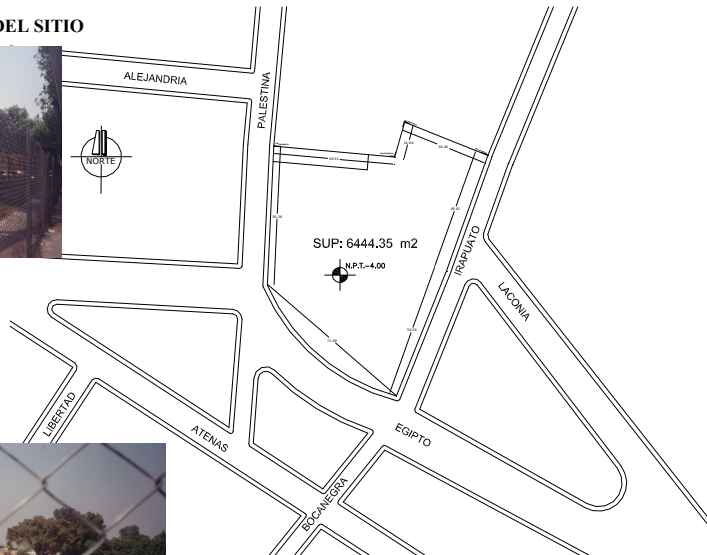 DEL SITIO
ALEJANDRIA
PALESTINA
NORTE
SUP: 6444.35 m2
N.P.T.-4.00
IRAPUATO
LACONIA
LIBERTAD
ATENAS
EGIPTO
BOCANEGRA